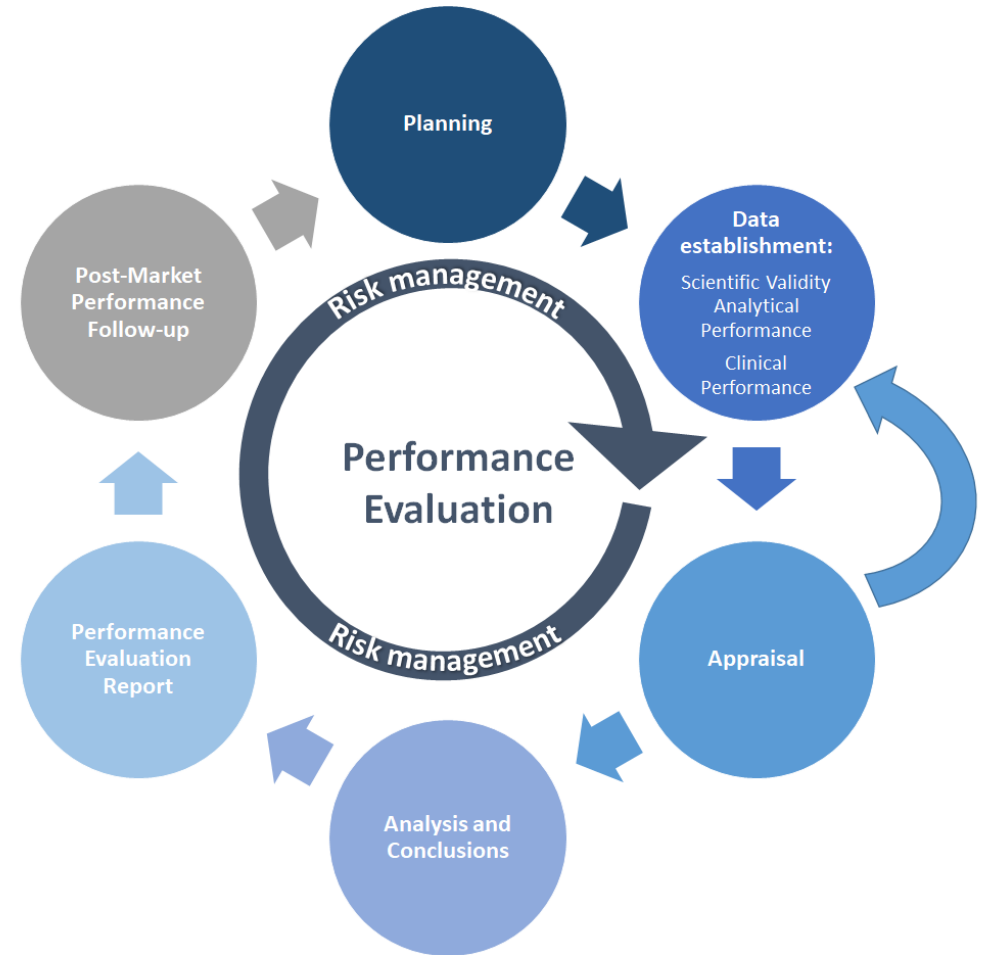 Planning
Data
establishment:
Scientific Validity
Analytical
Performance
Clinical
Performance
Appraisal
Analysis and
Conclusions
Performance
Evaluation
Report
Post-Market
Performance
Follow-up
Risk management
Performance
Evaluation
Risk management